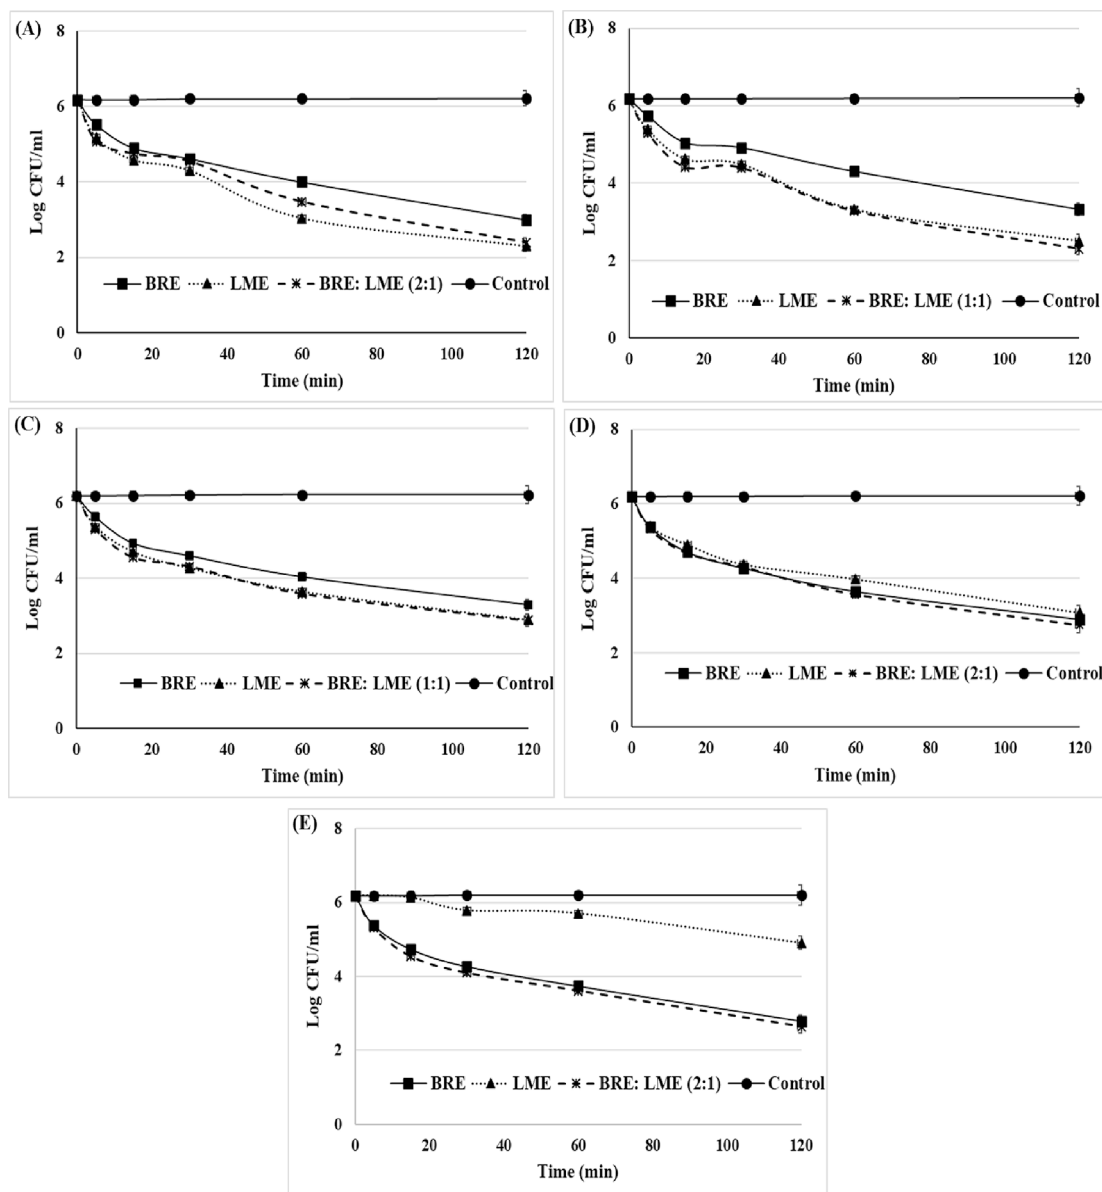 (A)
8
6
4
2
0
Log CFU/ml
BRE LME BRE: LME (2:1) Control
0 20 40 60 80 100 120
Time (min)
(B)
8
6
4
2
0
Log CFU/ml
BRE LME BRE: LME (1:1) Control
0 20 40 60 80 100 120
Time (min)
(C)
8
6
4
2
0
Log CFU/ml
BRE LME BRE: LME (1:1) Control
0 20 40 60 80 100 120
Time (min)
(D)
8
6
4
2
0
Log CFU/ml
BRE LME BRE: LME (2:1) Control
0 20 40 60 80 100 120
Time (min)
(E)
8
6
4
2
0
Log CFU/ml
BRE LME BRE: LME (2:1) Control
0 20 40 60 80 100 120
Time (min)